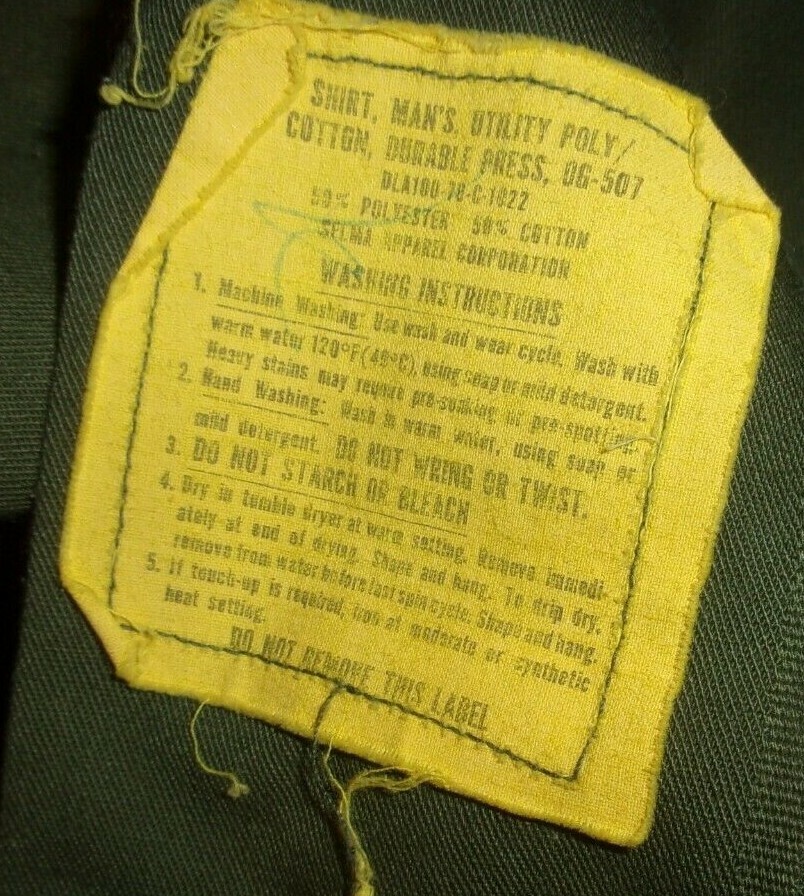 SHIRT, MAN'S, UTILITY POLY/
COTTON, DURABLE PRESS, OG-507
DLA100-78-C-1022
50% POLYESTER 50% COTTON
SELMA APPAREL CORPORATION
WASHING INSTRUCTIONS
1. Machine Washing: Use wash and wear cycle. Wash with
warm water 120°F(49°C), using soap or mild detergent.
Heavy stains may require pre-soaking or pre-spotting.
2. Hand Washing: Wash in warm water, using soap or
mild detergent. DO NOT WRING OR TWIST.
3. DO NOT STARCH OR BLEACH
4. Dry in tumble dryer at warm setting. Remove immedi-
ately at end of drying. Shape and hang. To drip dry,
remove from water before last spin cycle. Shape and hang.
5. If touch-up is required, iron at moderate or synthetic
heat setting.
DO NOT REMOVE THIS LABEL